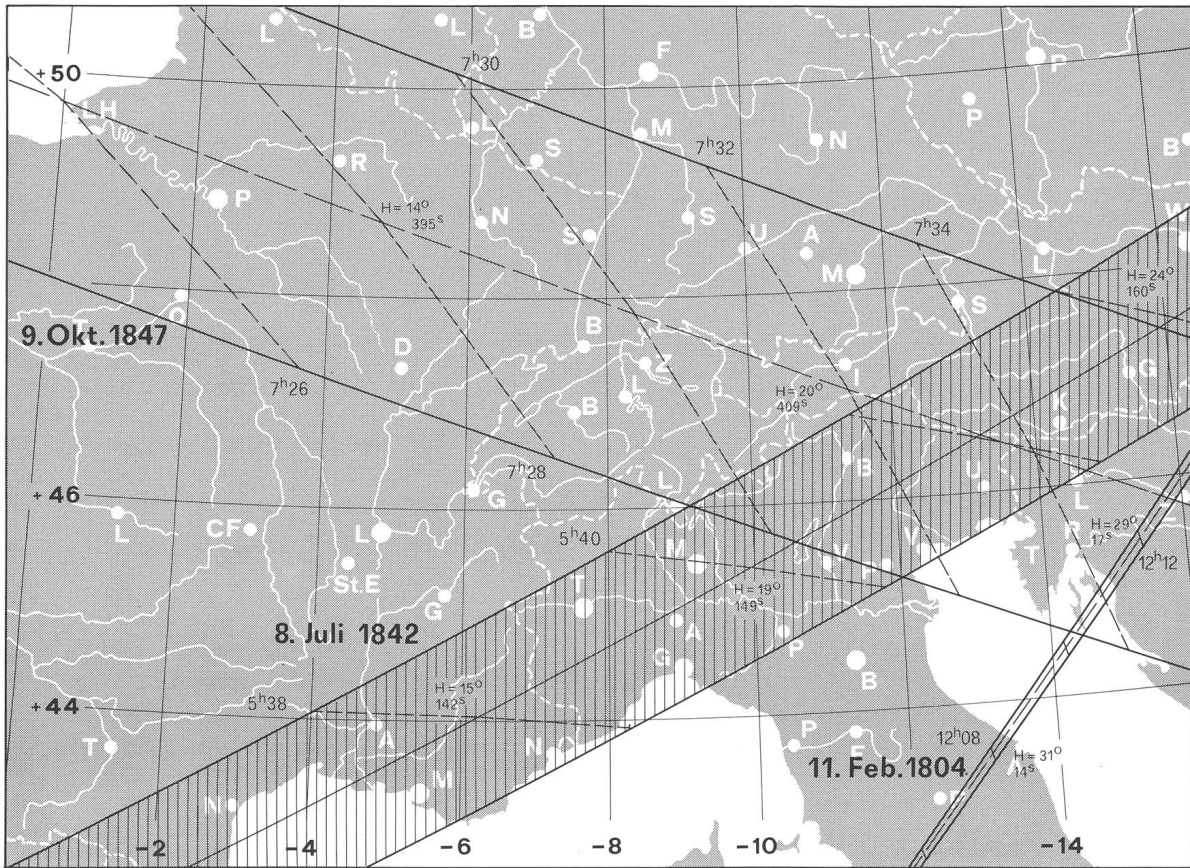 L
L
B
F
P
7h30
+50
LH
L
M
N
P
B
R
S
7h32
P
H=14°
395s
N
S
S
U
A
7h34
W
M
L
H=24°
160s
O
S
9. Okt. 1847
B
D
Z
I
G
7h26
L
H=20°
409s
B
K
7h28
L
B
U
+46
G
L
L
CF
L
5h40
M
V
V
T
R
H=29°
17s
12h12
St.E
T
H=19°
149s
G
A
P
8. Juli 1842
G
B
H=15°
142s
+44
5h38
A
T
N
P
F
12h08
11. Feb. 1804
H=31°
14s
N
M
-2
-4
-6
-8
-10
-14